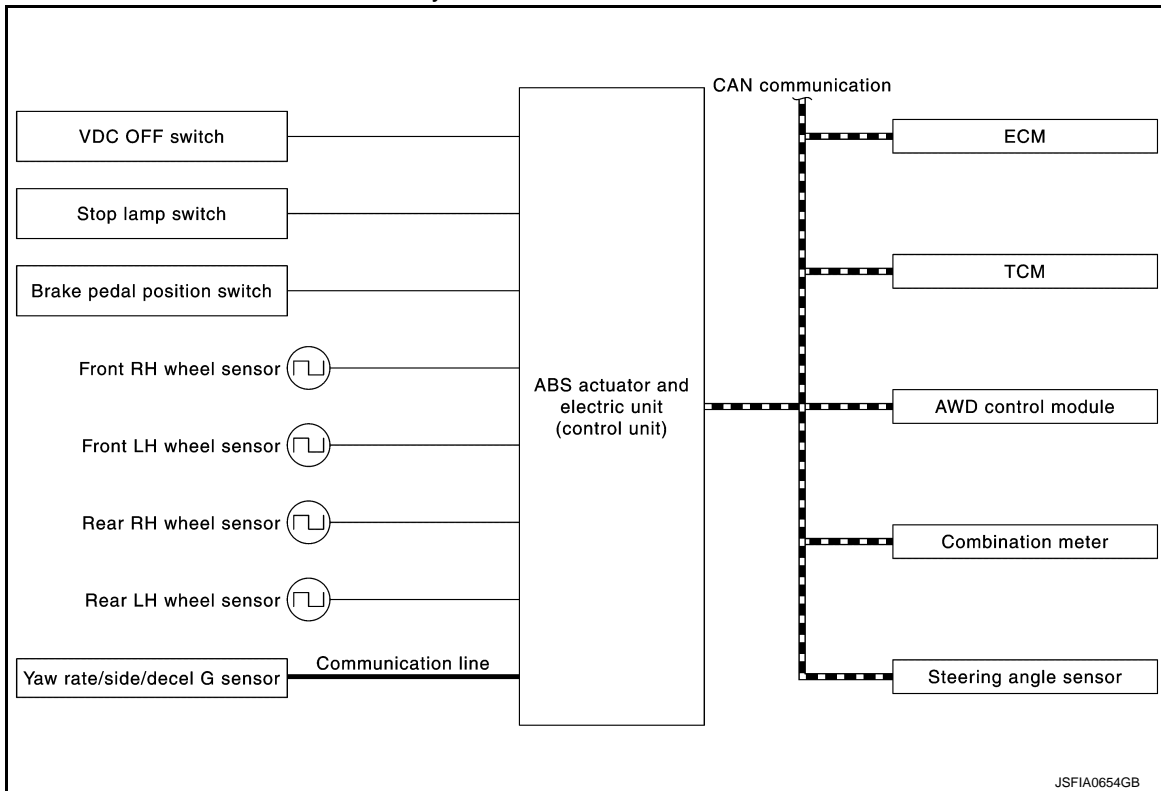 CAN communication
VDC OFF switch
ECM
Stop lamp switch
TCM
Brake pedal position switch
Front RH wheel sensor
ABS actuator and
electric unit
(control unit)
AWD control module
Front LH wheel sensor
Rear RH wheel sensor
Combination meter
Rear LH wheel sensor
Communication line
Yaw rate/side/decel G sensor
Steering angle sensor
JSFIA0654GB